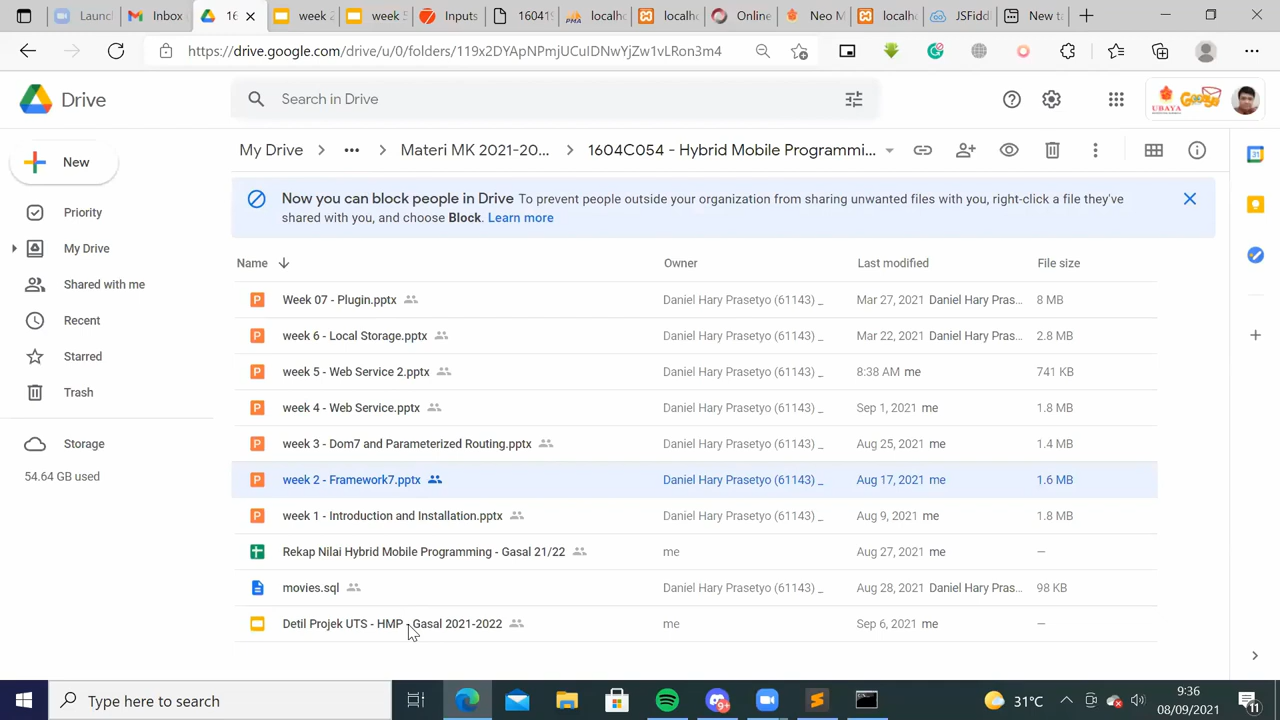 Launch
Inbox
16
week 2
week 5
Inputs
16041
localho
localho
Online
Neo M
localho
JSFidd
New ta
https://drive.google.com/drive/u/0/folders/119x2DYApNPmjUCuIDNwYjZw1vLRon3m4
Drive
Search in Drive
UBAYA
New
My Drive
...
Materi MK 2021-20...
1604C054 - Hybrid Mobile Programmi...
Now you can block people in Drive To prevent people outside your organization from sharing unwanted files with you, right-click a file they've
shared with you, and choose Block. Learn more
Priority
My Drive
Shared with me
Recent
Starred
Trash
Storage
54.64 GB used
Name Owner Last modified File size
Week 07 - Plugin.pptx Daniel Hary Prasetyo (61143) _ Mar 27, 2021 Daniel Hary Pras... 8 MB
week 6 - Local Storage.pptx Daniel Hary Prasetyo (61143) _ Mar 22, 2021 Daniel Hary Pras... 2.8 MB
week 5 - Web Service 2.pptx Daniel Hary Prasetyo (61143) _ 8:38 AM me 741 KB
week 4 - Web Service.pptx Daniel Hary Prasetyo (61143) _ Sep 1, 2021 me 1.8 MB
week 3 - Dom7 and Parameterized Routing.pptx Daniel Hary Prasetyo (61143) _ Aug 25, 2021 me 1.4 MB
week 2 - Framework7.pptx Daniel Hary Prasetyo (61143) _ Aug 17, 2021 me 1.6 MB
week 1 - Introduction and Installation.pptx Daniel Hary Prasetyo (61143) _ Aug 9, 2021 me 1.8 MB
Rekap Nilai Hybrid Mobile Programming - Gasal 21/22 me Aug 27, 2021 me —
movies.sql Daniel Hary Prasetyo (61143) _ Aug 28, 2021 Daniel Hary Pras... 98 KB
Detil Projek UTS - HMP - Gasal 2021-2022 me Sep 6, 2021 me —
Type here to search
31°C
9:36
08/09/2021
11